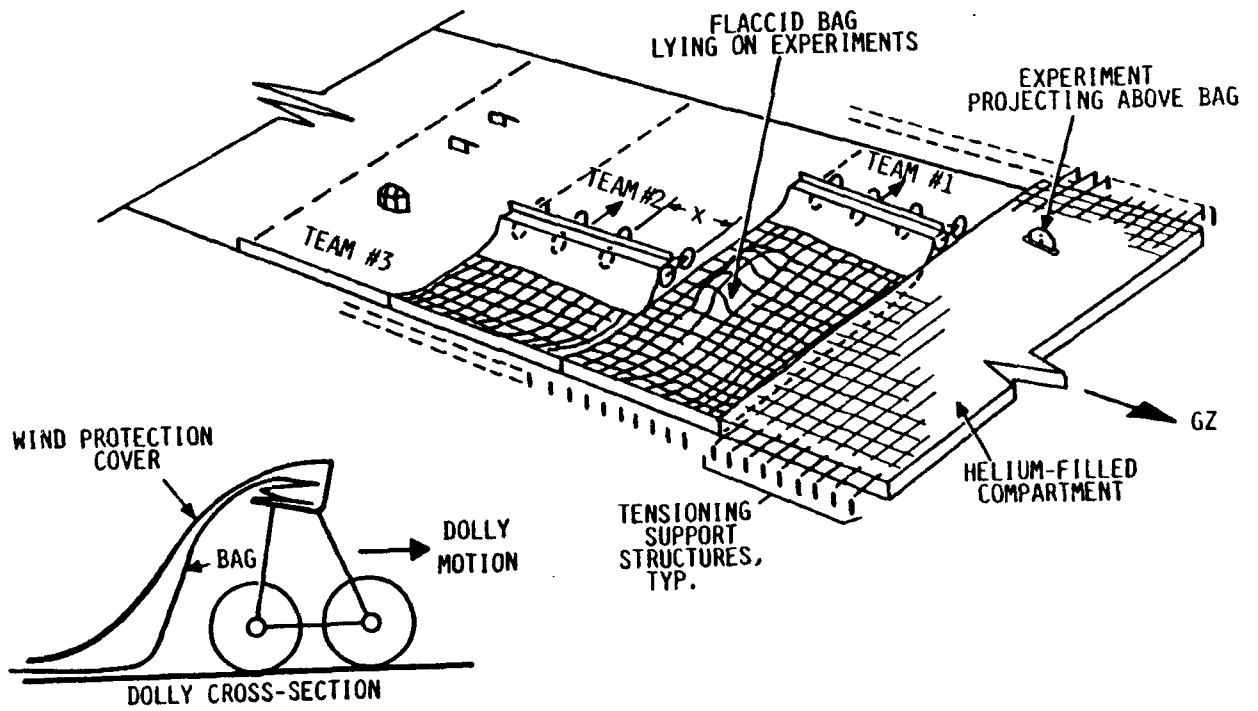 FLACCID BAG
LYING ON EXPERIMENTS
EXPERIMENT
PROJECTING ABOVE BAG
TEAM #1
TEAM #2
X
TEAM #3
GZ
HELIUM-FILLED
COMPARTMENT
TENSIONING
SUPPORT
STRUCTURES,
TYP.
WIND PROTECTION
COVER
BAG
DOLLY
MOTION
DOLLY CROSS-SECTION